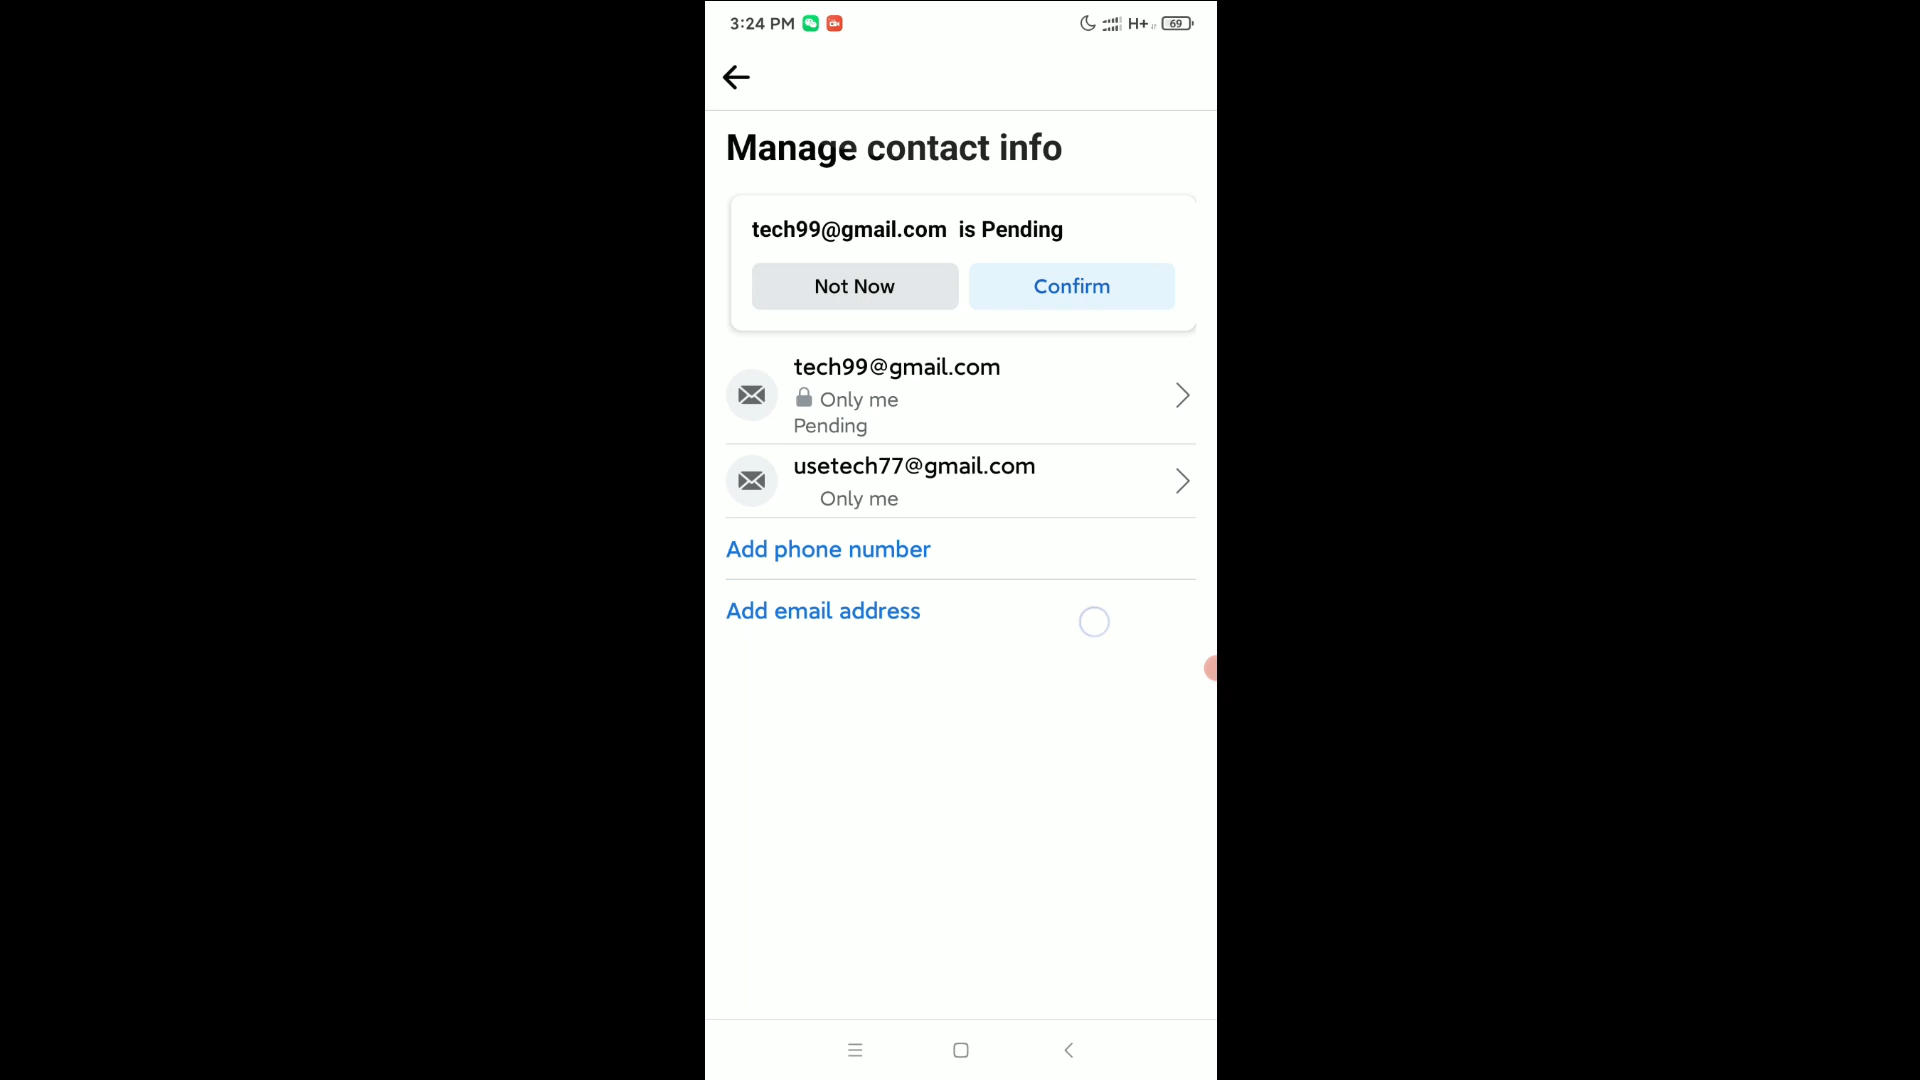 3:24 PM H+ 69
Manage contact info
tech99@gmail.com is Pending
Not Now Confirm
tech99@gmail.com
Only me
Pending
usetech77@gmail.com
Only me
Add phone number
Add email address